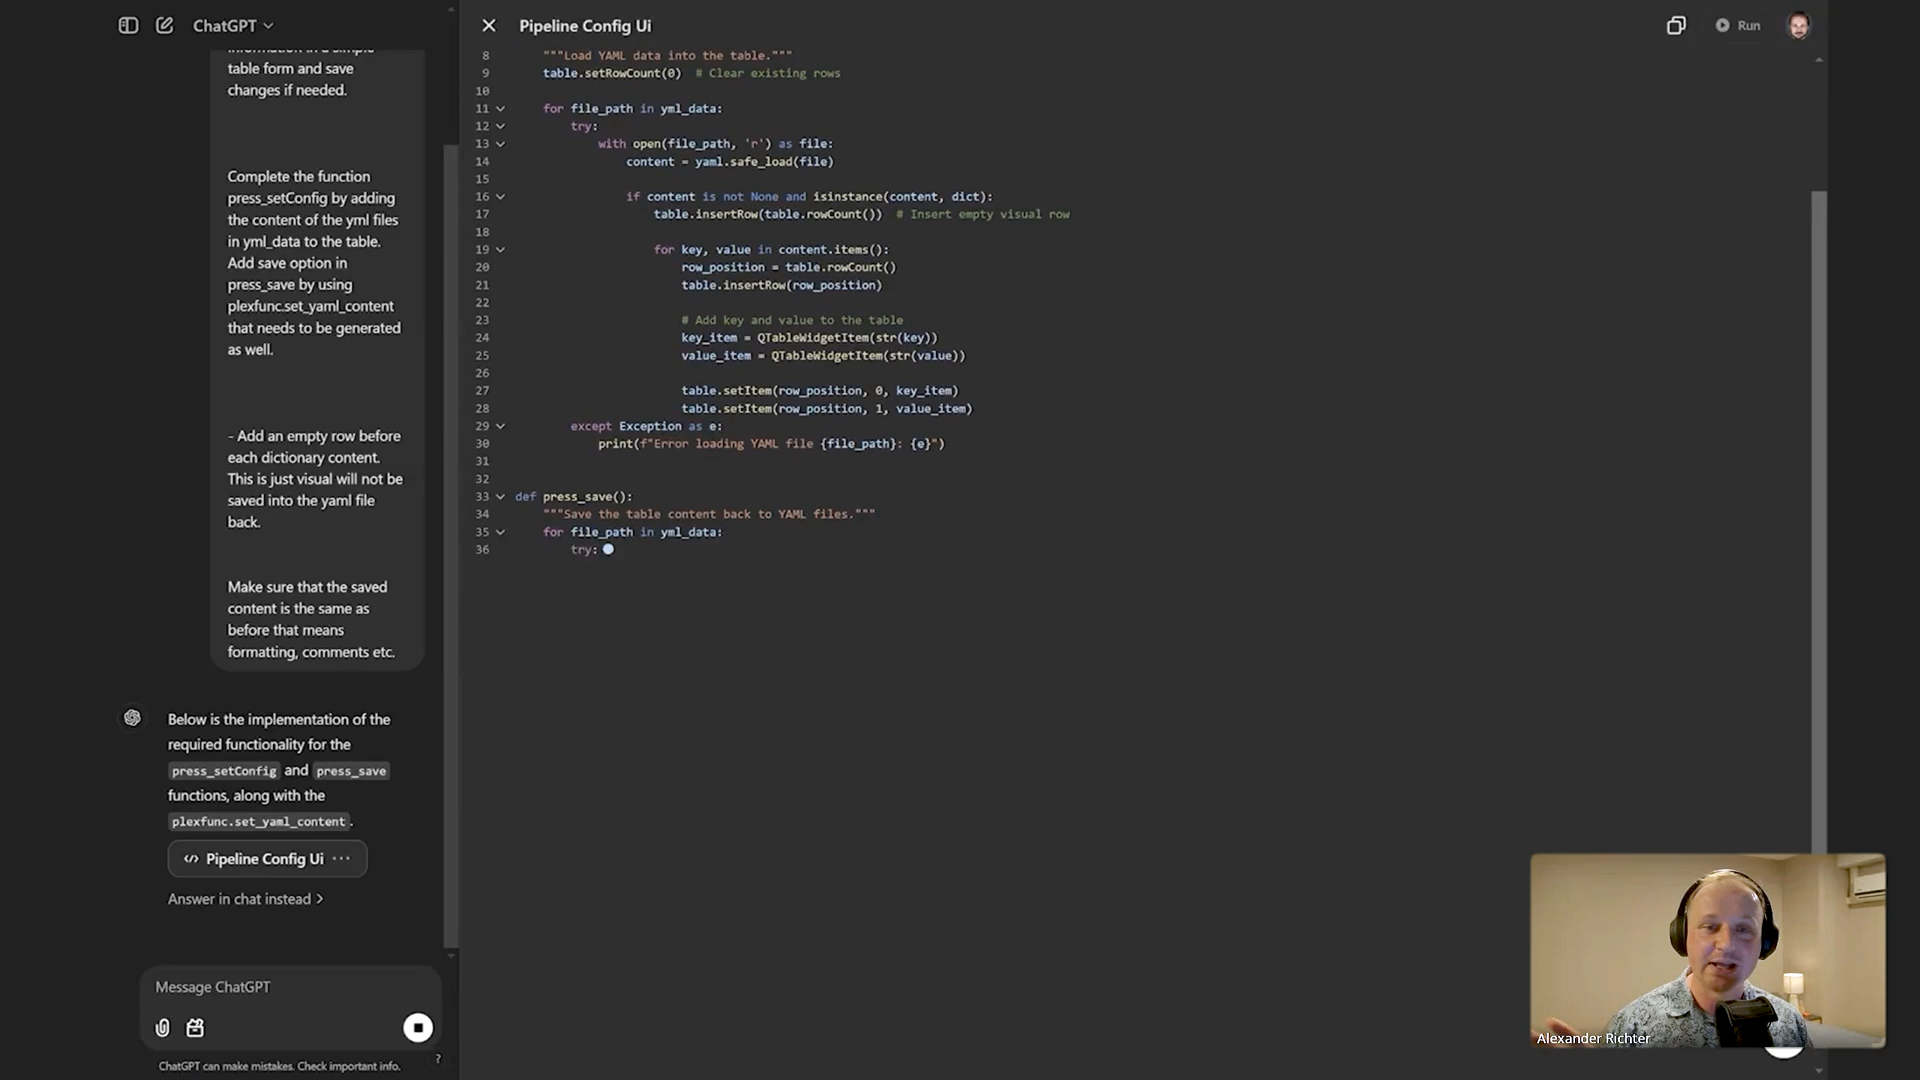 ChatGPT
information in a simple
table form and save
changes if needed.
Complete the function
press_setConfig by adding
the content of the yml files
in yml_data to the table.
Add save option in
press_save by using
plexfunc.set_yaml_content
that needs to be generated
as well.
- Add an empty row before
each dictionary content.
This is just visual will not be
saved into the yaml file
back.
Make sure that the saved
content is the same as
before that means
formatting, comments etc.
Below is the implementation of the
required functionality for the
press_setConfig and press_save
functions, along with the
plexfunc.set_yaml_content.
Pipeline Config Ui ...
Answer in chat instead >
Message ChatGPT
ChatGPT can make mistakes. Check important info.
?
Pipeline Config Ui
Run
8 """Load YAML data into the table."""
9 table.setRowCount(0) # Clear existing rows
10
11 for file_path in yml_data:
12 try:
13 with open(file_path, 'r') as file:
14 content = yaml.safe_load(file)
15
16 if content is not None and isinstance(content, dict):
17 table.insertRow(table.rowCount()) # Insert empty visual row
18
19 for key, value in content.items():
20 row_position = table.rowCount()
21 table.insertRow(row_position)
22
23 # Add key and value to the table
24 key_item = QTableWidgetItem(str(key))
25 value_item = QTableWidgetItem(str(value))
26
27 table.setItem(row_position, 0, key_item)
28 table.setItem(row_position, 1, value_item)
29 except Exception as e:
30 print(f"Error loading YAML file {file_path}: {e}")
31
32
33 def press_save():
34 """Save the table content back to YAML files."""
35 for file_path in yml_data:
36 try:
Alexander Richter